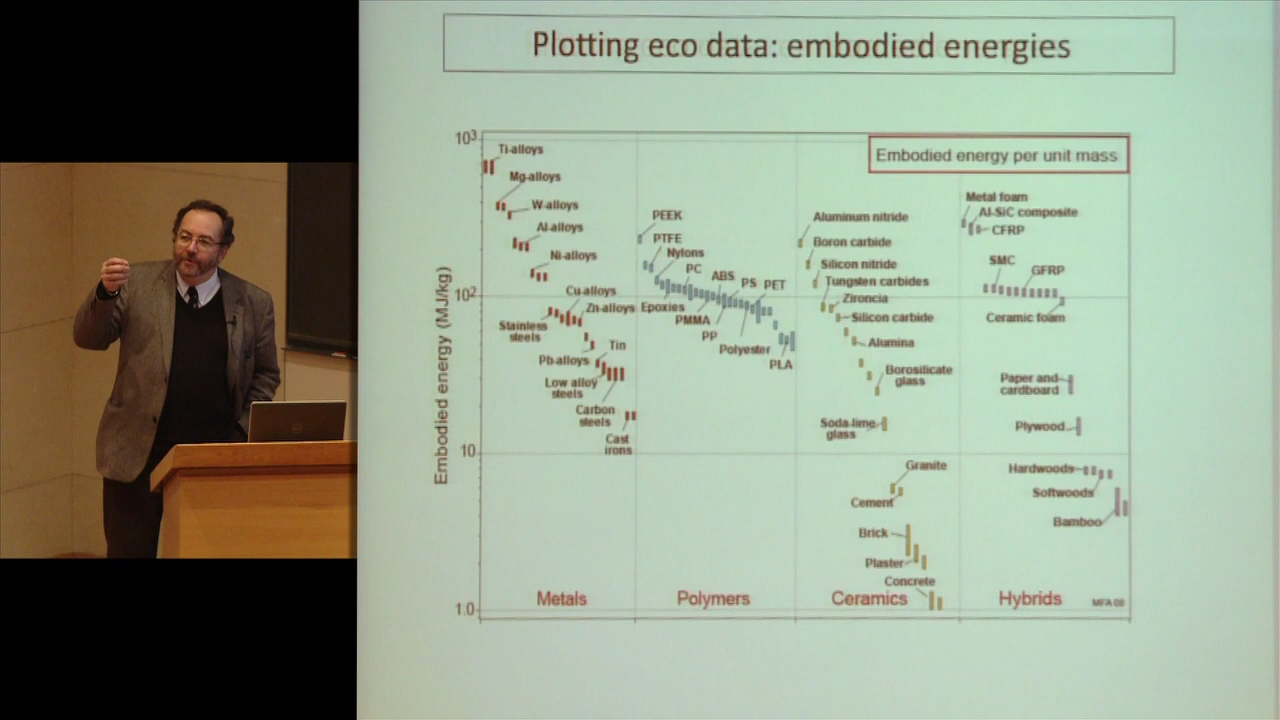 Plotting eco data: embodied energies
Embodied energy per unit mass
Embodied energy (MJ/kg)
10³
10²
10
1.0
Ti-alloys
Mg-alloys
W-alloys
Al-alloys
Ni-alloys
Cu-alloys
Zn-alloys
Stainless
steels
Tin
Pb-alloys
Low alloy
steels
Carbon
steels
Cast
irons
Metals
PEEK
PTFE
Nylons
PC
ABS
PS
PET
Epoxies
PMMA
PP
Polyester
PLA
Polymers
Aluminum nitride
Boron carbide
Silicon nitride
Tungsten carbides
Zirconia
Silicon carbide
Alumina
Borosilicate
glass
Soda-lime
glass
Granite
Cement
Brick
Plaster
Concrete
Ceramics
Metal foam
Al-SiC composite
CFRP
SMC
GFRP
Ceramic foam
Paper and
cardboard
Plywood
Hardwoods
Softwoods
Bamboo
Hybrids
MFA 08